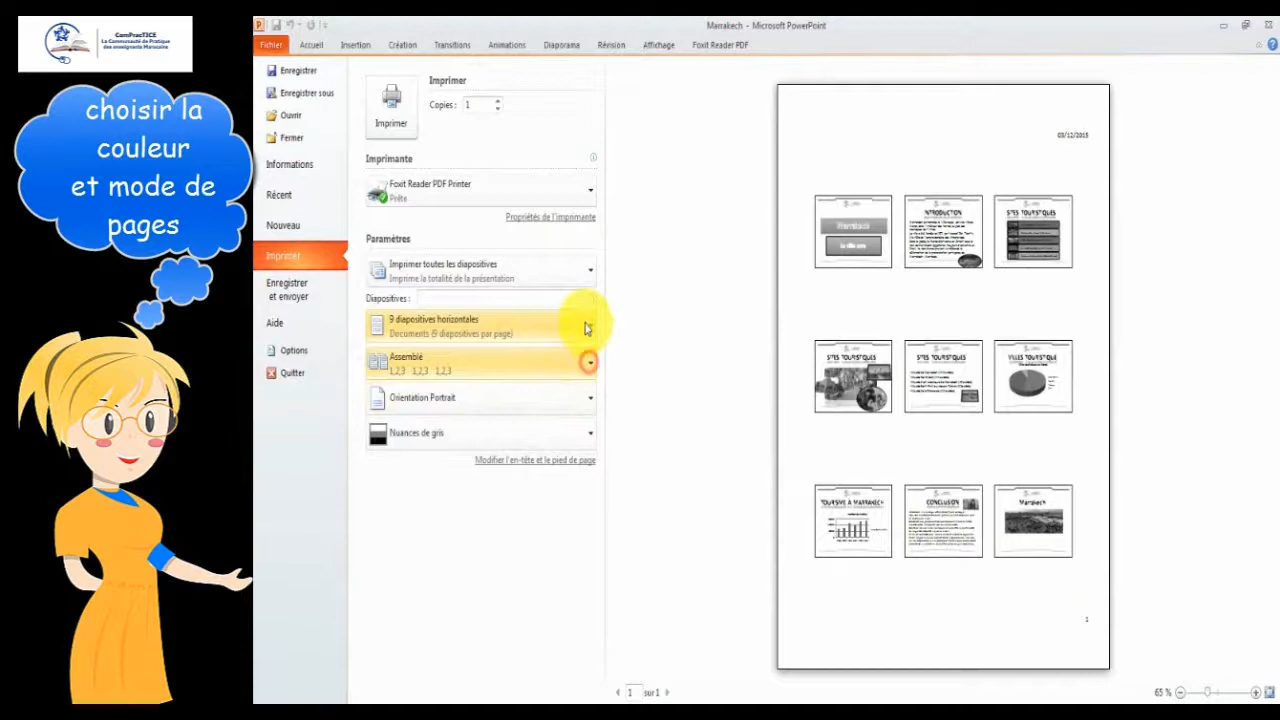 ComPracTICE
La Communauté de Pratique
des enseignants Marocains
choisir la
couleur
et mode de
pages
Marrakech - Microsoft PowerPoint
Fichier Accueil Insertion Création Transitions Animations Diaporama Révision Affichage Foxit Reader PDF
Enregistrer
Enregistrer sous
Ouvrir
Fermer
Informations
Récent
Nouveau
Imprimer
Enregistrer
et envoyer
Aide
Options
Quitter
Imprimer
Copies : 1
Imprimer
Imprimante
Foxit Reader PDF Printer
Prête
Propriétés de l'imprimante
Paramètres
Imprimer toutes les diapositives
Imprime la totalité de la présentation
Diapositives :
9 diapositives horizontales
Documents (9 diapositives par page)
Assemblé
1,2,3 1,2,3 1,2,3
Orientation Portrait
Nuances de gris
Modifier l'en-tête et le pied de page
03/12/2015
INTRODUCTION
SITES TOURISTIQUES
SITES TOURISTIQUES
SITES TOURISTIQUES
VILLES TOURISTIQUE
TOURISME A MARRAKECH
CONCLUSION
Marrakech
1
1 sur 1
65 %